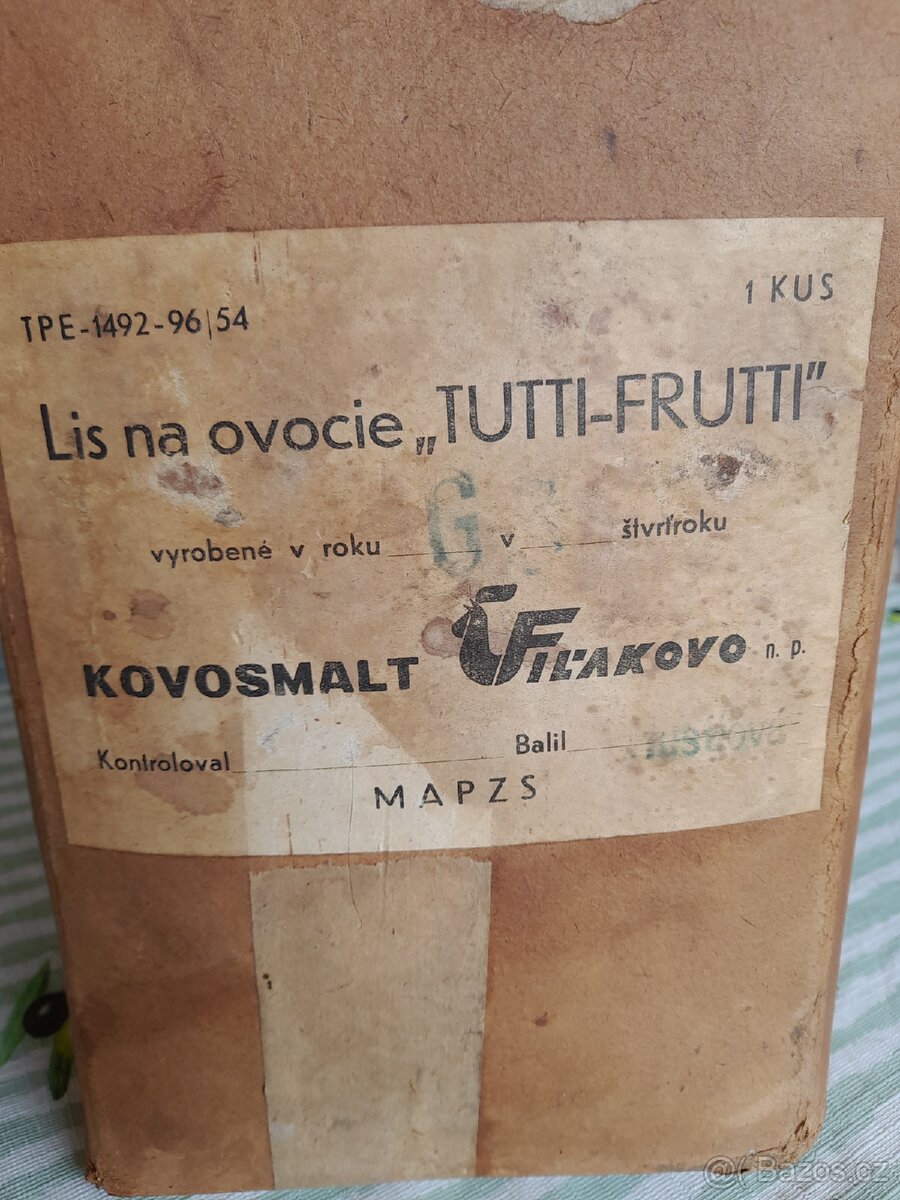 TPE-1492-96/54
1 KUS
Lis na ovocie „TUTTI-FRUTTI"
vyrobené v roku v štvrťroku
KOVOSMALT FIĽAKOVO n. p.
Kontroloval Balil
MAPZS
@( Bazos.cz